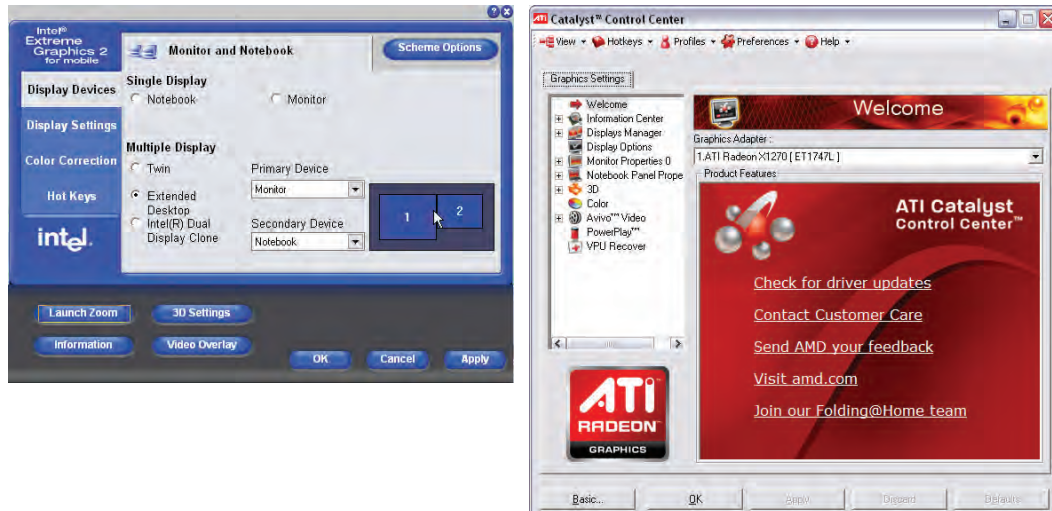 Intel®
Extreme
Graphics 2
for mobile
Monitor and Notebook
Scheme Options
Display Devices
Display Settings
Color Correction
Hot Keys
intel.
Single Display
Notebook
Monitor
Multiple Display
Twin
Extended
Desktop
Intel(R) Dual
Display Clone
Primary Device
Monitor
Secondary Device
Notebook
1
2
Launch Zoom
3D Settings
Information
Video Overlay
OK
Cancel
Apply
ATI Catalyst™ Control Center
View
Hotkeys
Profiles
Preferences
Help
Graphics Settings
Welcome
Information Center
Displays Manager
Display Options
Monitor Properties 0
Notebook Panel Prope
3D
Color
Avivo™ Video
PowerPlay™
VPU Recover
ATI
RADEON
GRAPHICS
Welcome
Graphics Adapter :
1.ATI Radeon X1270 [ ET1747L ]
Product Features
ATI Catalyst
Control Center™
Check for driver updates
Contact Customer Care
Send AMD your feedback
Visit amd.com
Join our Folding@Home team
Basic...
OK
Apply
Discard
Defaults